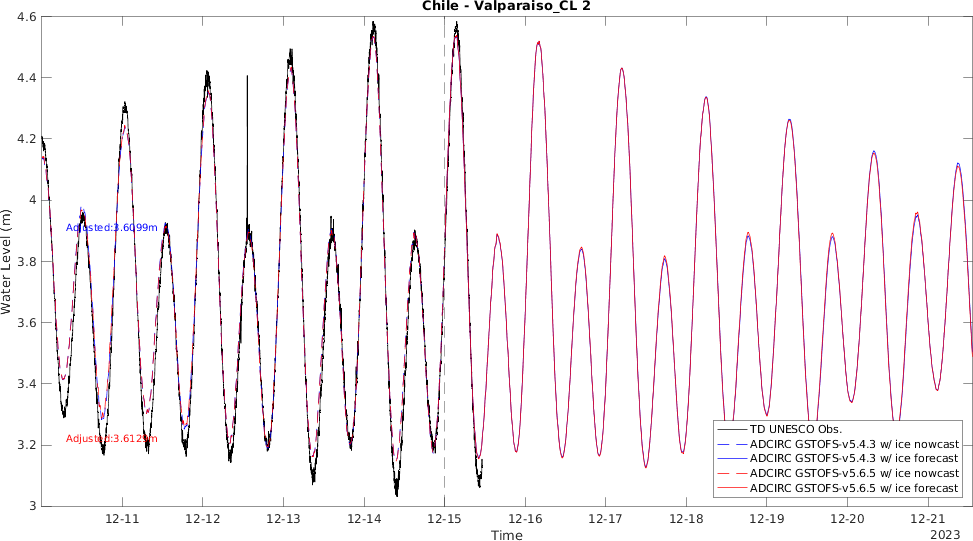 Chile - Valparaiso_CL 2
4.6
4.4
4.2
4
3.8
3.6
3.4
3.2
3
Water Level (m)
Adjusted:3.6099m
Adjusted:3.6129m
TD UNESCO Obs.
ADCIRC GSTOFS-v5.4.3 w/ ice nowcast
ADCIRC GSTOFS-v5.4.3 w/ ice forecast
ADCIRC GSTOFS-v5.6.5 w/ ice nowcast
ADCIRC GSTOFS-v5.6.5 w/ ice forecast
12-11 12-12 12-13 12-14 12-15 12-16 12-17 12-18 12-19 12-20 12-21
Time
2023